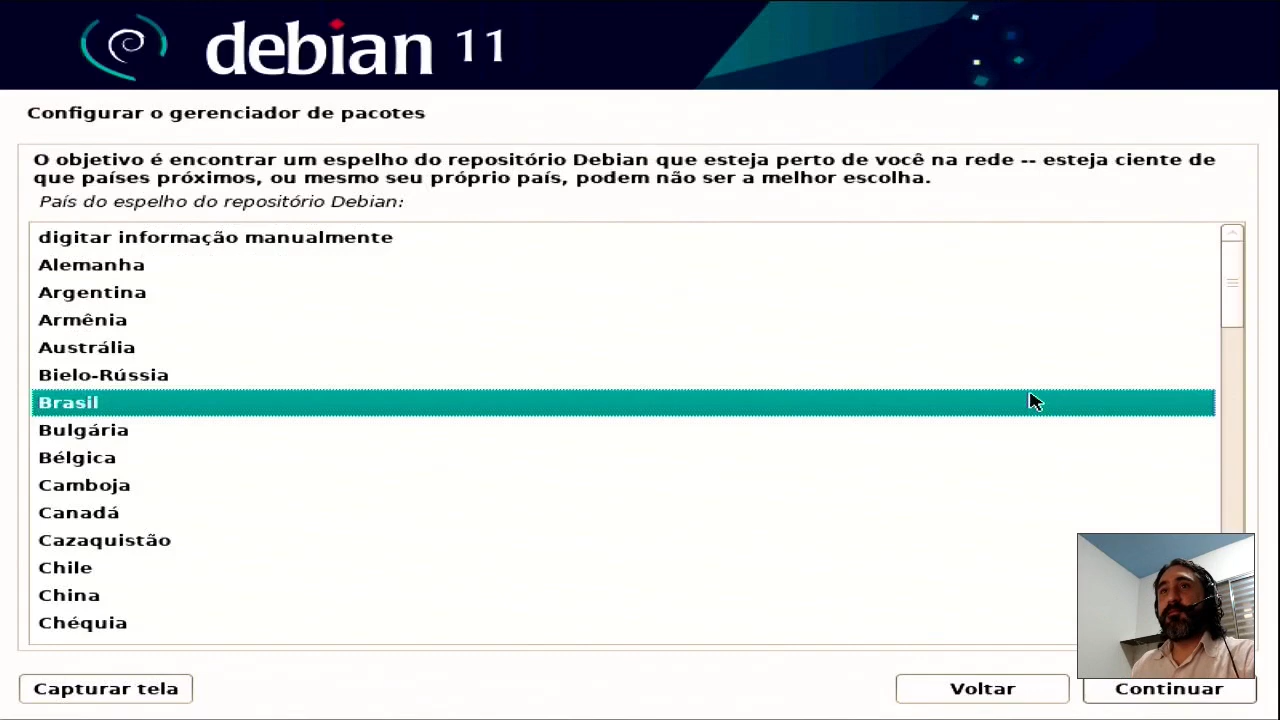 debian 11
Configurar o gerenciador de pacotes
O objetivo é encontrar um espelho do repositório Debian que esteja perto de você na rede -- esteja ciente de
que países próximos, ou mesmo seu próprio país, podem não ser a melhor escolha.
País do espelho do repositório Debian:
digitar informação manualmente
Alemanha
Argentina
Armênia
Austrália
Bielo-Rússia
Brasil
Bulgária
Bélgica
Camboja
Canadá
Cazaquistão
Chile
China
Chéquia
Capturar tela
Voltar
Continuar